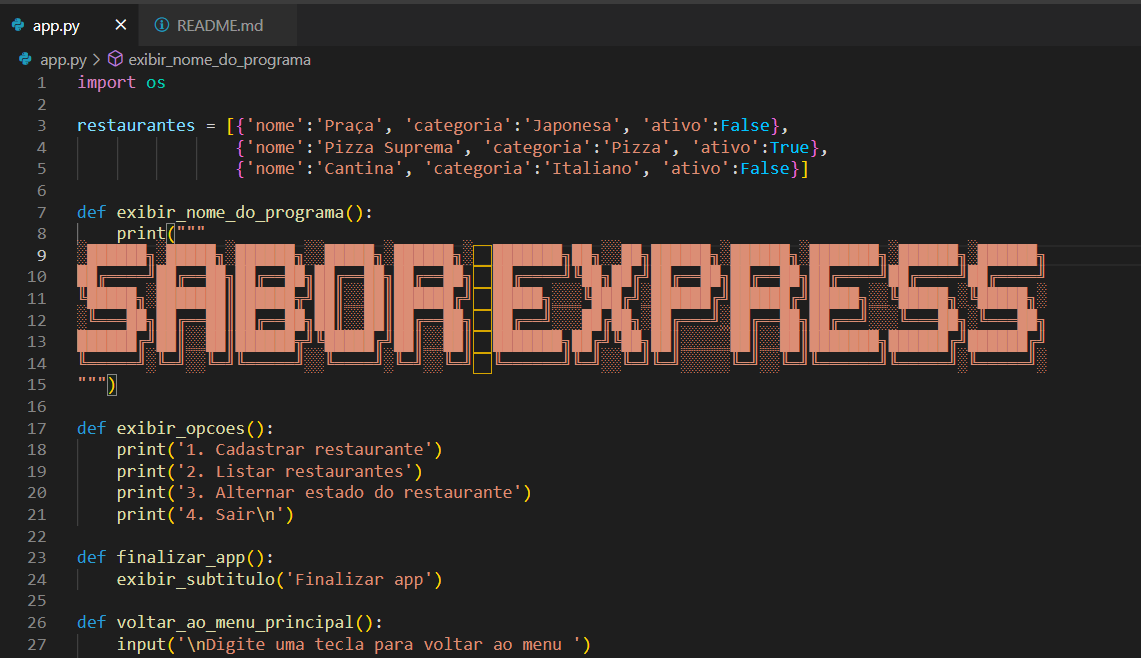 app.py × README.md
app.py > exibir_nome_do_programa
1 import os
2
3 restaurantes = [{'nome':'Praça', 'categoria':'Japonesa', 'ativo':False},
4 {'nome':'Pizza Suprema', 'categoria':'Pizza', 'ativo':True},
5 {'nome':'Cantina', 'categoria':'Italiano', 'ativo':False}]
6
7 def exibir_nome_do_programa():
8 print("""
9
10
11
12
13
14
15 """)
16
17 def exibir_opcoes():
18 print('1. Cadastrar restaurante')
19 print('2. Listar restaurantes')
20 print('3. Alternar estado do restaurante')
21 print('4. Sair\n')
22
23 def finalizar_app():
24 exibir_subtitulo('Finalizar app')
25
26 def voltar_ao_menu_principal():
27 input('\nDigite uma tecla para voltar ao menu ')